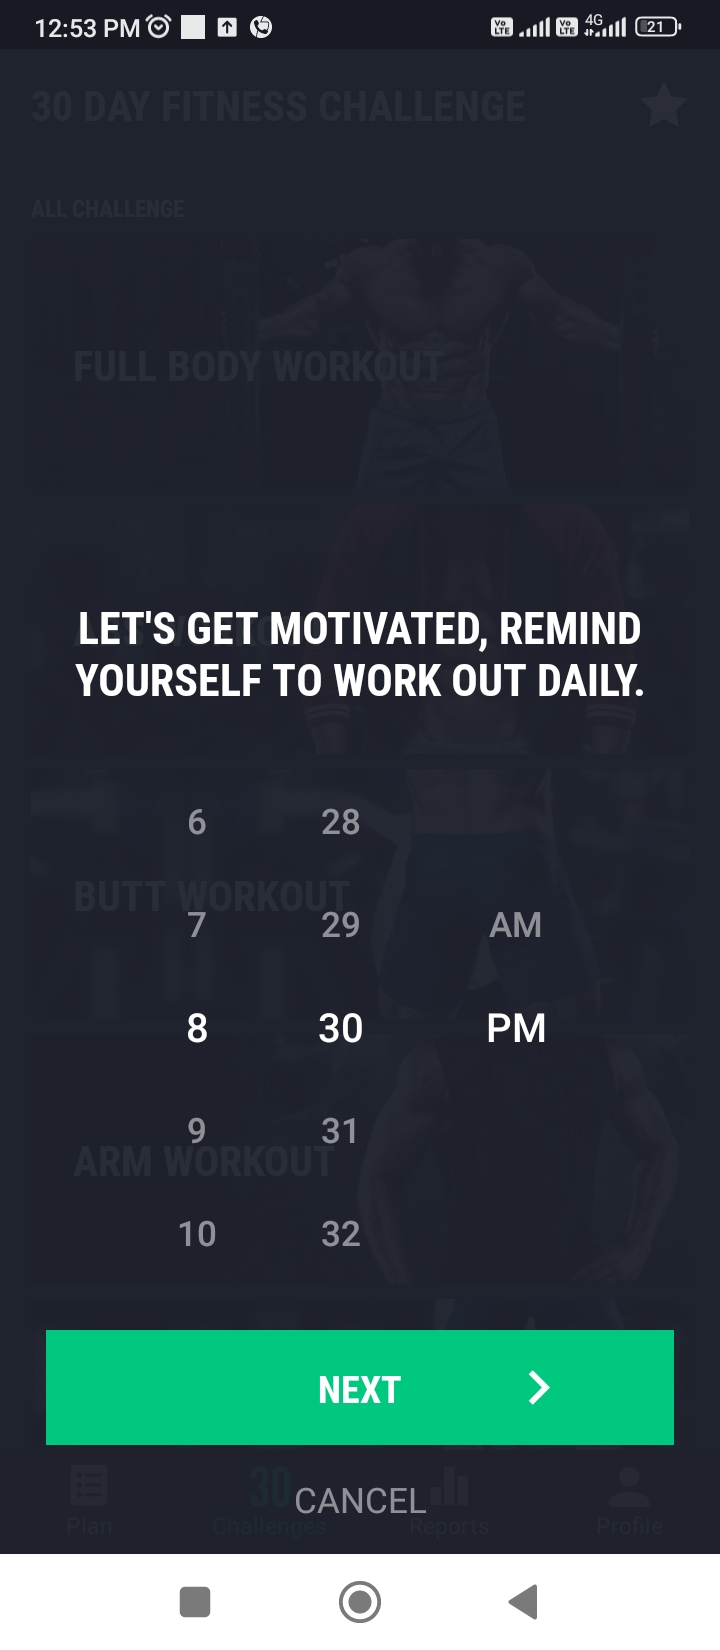 12:53 PM
Vo LTE Vo LTE 4G 21
30 DAY FITNESS CHALLENGE
ALL CHALLENGE
FULL BODY WORKOUT
LET'S GET MOTIVATED, REMIND
YOURSELF TO WORK OUT DAILY.
6 28
BUTT WORKOUT
7 29 AM
8 30 PM
9 31
ARM WORKOUT
10 32
NEXT
30
CANCEL
Plan Challenges Reports Profile